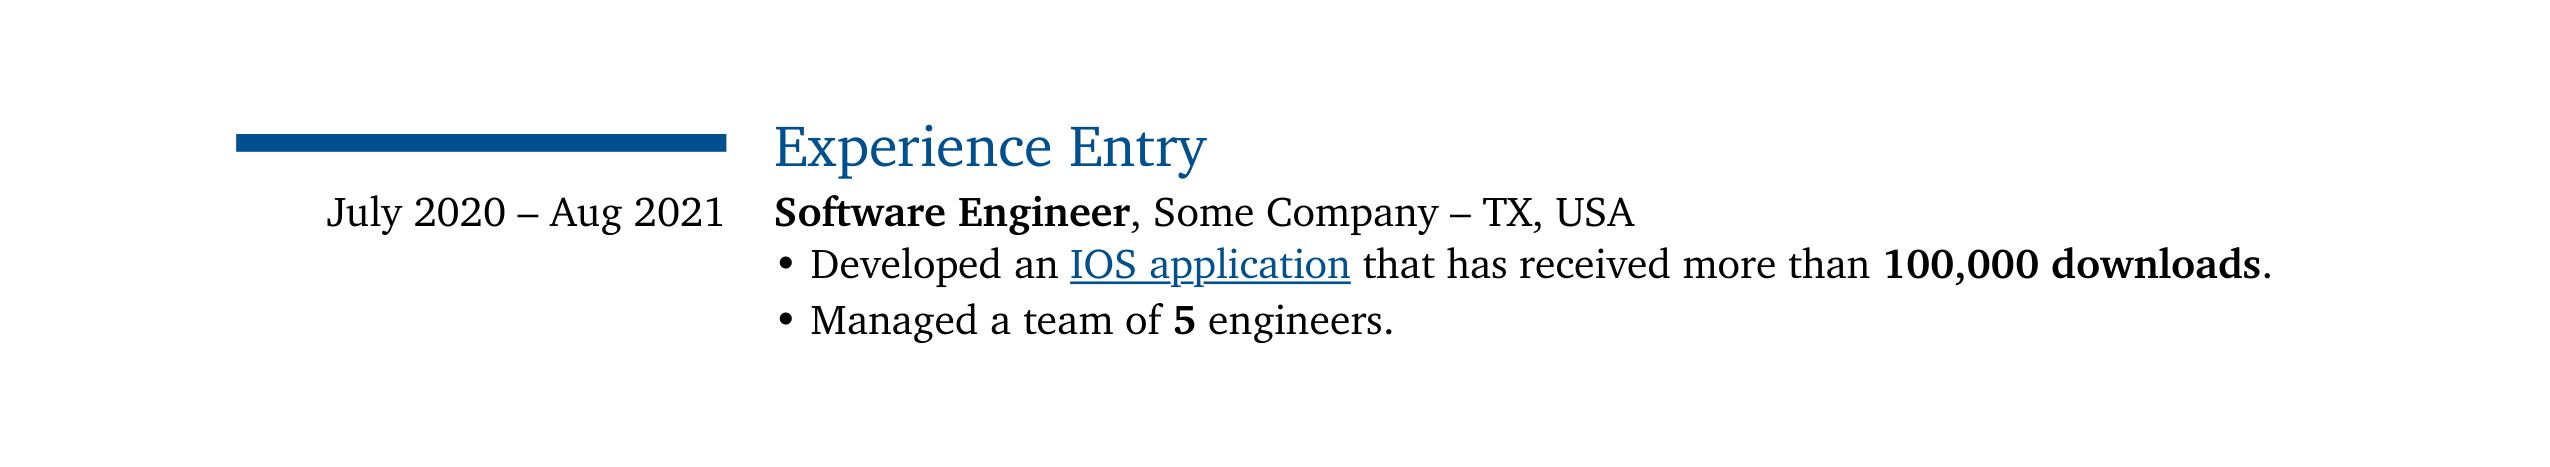 Experience Entry
July 2020 – Aug 2021 Software Engineer, Some Company – TX, USA
• Developed an IOS application that has received more than 100,000 downloads.
• Managed a team of 5 engineers.